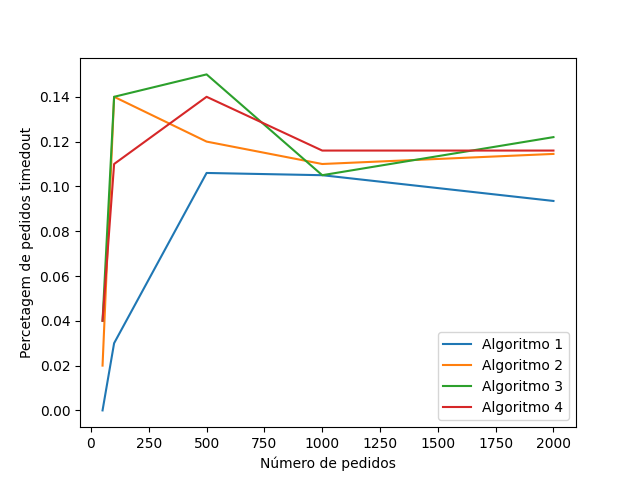 0.14
0.12
0.10
0.08
0.06
0.04
0.02
0.00
Percetagem de pedidos timedout
0 250 500 750 1000 1250 1500 1750 2000
Número de pedidos
Algoritmo 1
Algoritmo 2
Algoritmo 3
Algoritmo 4